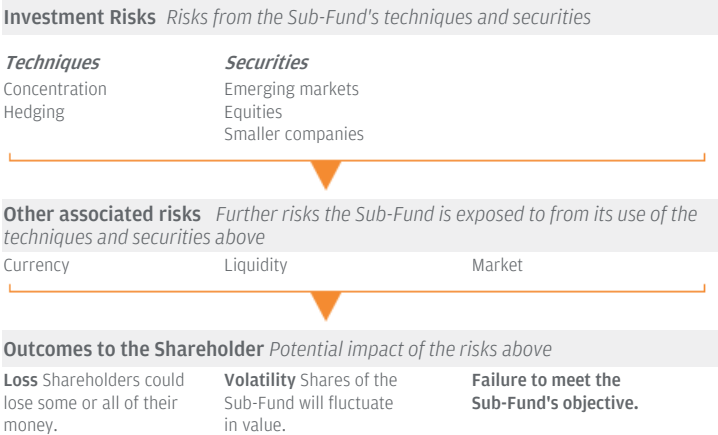 Investment Risks Risks from the Sub-Fund's techniques and securities
Techniques
Concentration
Hedging
Securities
Emerging markets
Equities
Smaller companies
Other associated risks Further risks the Sub-Fund is exposed to from its use of the
techniques and securities above
Currency
Liquidity
Market
Outcomes to the Shareholder Potential impact of the risks above
Loss Shareholders could
lose some or all of their
money.
Volatility Shares of the
Sub-Fund will fluctuate
in value.
Failure to meet the
Sub-Fund's objective.